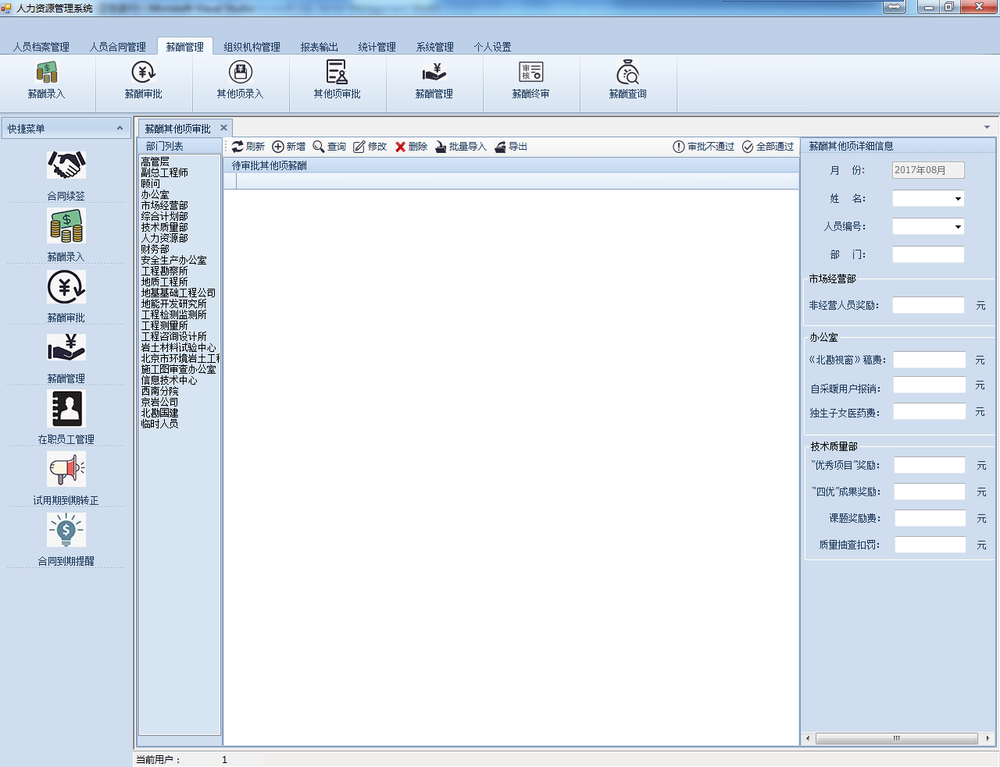 人力资源管理系统
人员档案管理 人员合同管理 薪酬管理 组织机构管理 报表输出 统计管理 系统管理 个人设置
薪酬录入 薪酬审批 其他项录入 其他项审批 薪酬管理 薪酬终审 薪酬查询
审核
快捷菜单
合同续签
薪酬录入
薪酬审批
薪酬管理
在职员工管理
试用期到期转正
合同到期提醒
薪酬其他项审批
部门列表
高管层
副总工程师
顾问
办公室
市场经营部
综合计划部
技术质量部
人力资源部
财务部
安全生产办公室
工程勘察所
地质工程所
地基基础工程公司
地能开发研究所
工程检测监测所
工程测量所
工程咨询设计所
岩土材料试验中心
北京市环境岩土工程
施工图审查办公室
信息技术中心
西南分院
京岩公司
北勘国建
临时人员
刷新 新增 查询 修改 删除 批量导入 导出 审批不通过 全部通过
待审批其他项薪酬
薪酬其他项详细信息
月 份: 2017年08月
姓 名:
人员编号:
部 门:
市场经营部
非经营人员奖励: 元
办公室
《北勘视窗》稿费: 元
自采暖用户报销: 元
独生子女医药费: 元
技术质量部
“优秀项目”奖励: 元
“四优”成果奖励: 元
课题奖励费: 元
质量抽查扣罚: 元
当前用户: 1